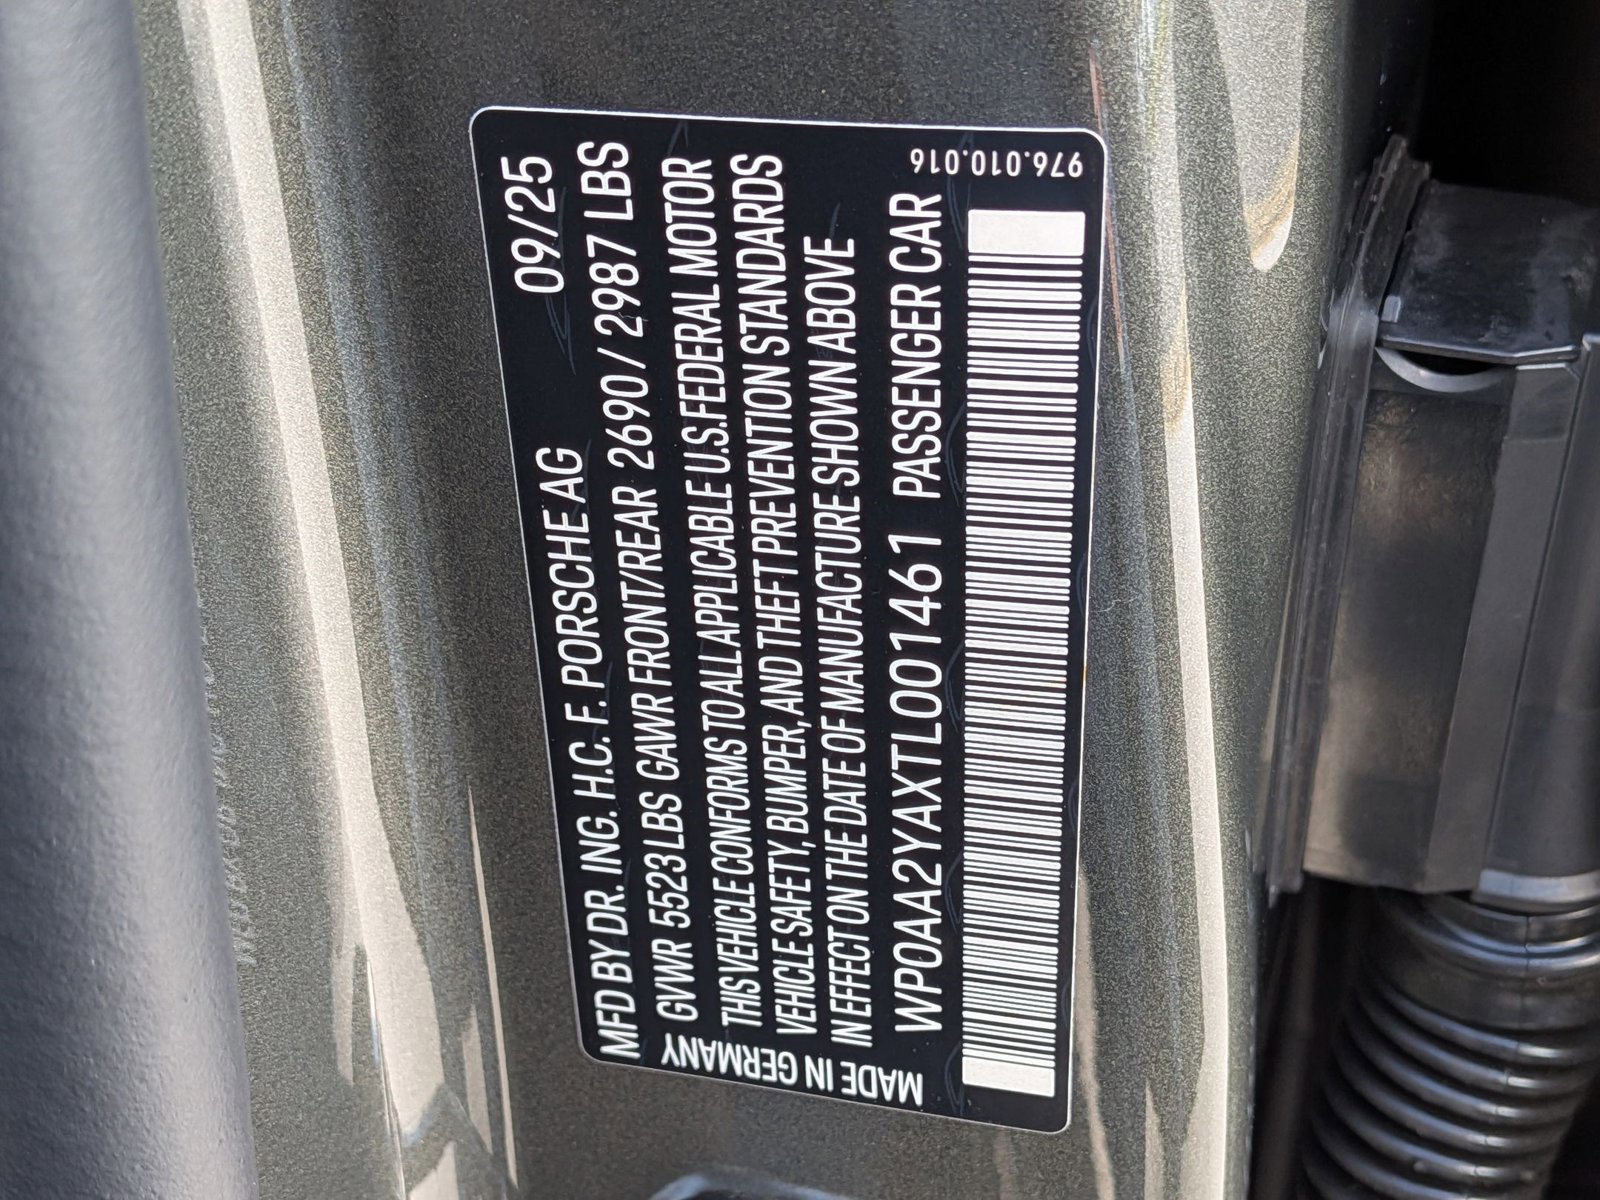 MFD BY DR. ING. H.C. F. PORSCHE AG 09/25
GVWR 5523 LBS GAWR FRONT/REAR 2690 / 2987 LBS
THIS VEHICLE CONFORMS TO ALL APPLICABLE U.S. FEDERAL MOTOR
VEHICLE SAFETY, BUMPER, AND THEFT PREVENTION STANDARDS
IN EFFECT ON THE DATE OF MANUFACTURE SHOWN ABOVE
WP0AA2YAXTL001461 PASSENGER CAR
MADE IN GERMANY
976.010.016